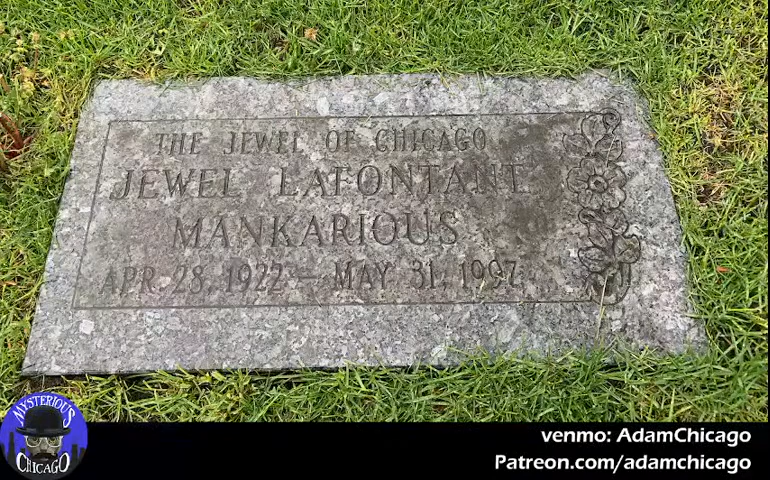 THE JEWEL OF CHICAGO
JEWEL LAFONTANT
MANKARIOUS
APR. 28, 1922 — MAY 31, 1997
MYSTERIOUS
CHICAGO
venmo: AdamChicago
Patreon.com/adamchicago